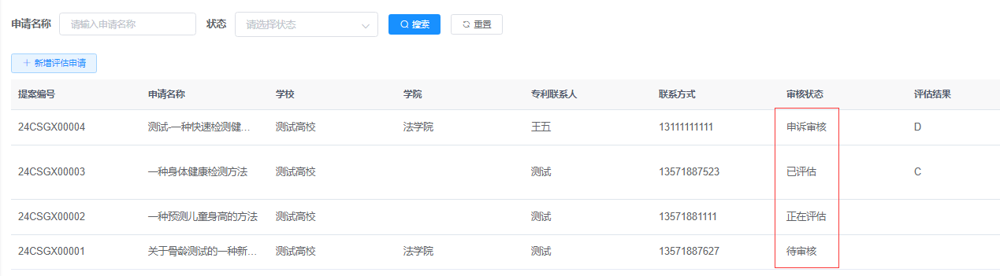 申请名称 请输入申请名称 状态 请选择状态 搜索 重置
新增评估申请
提案编号 申请名称 学校 学院 专利联系人 联系方式 审核状态 评估结果
24CSGX00004 测试-一种快速检测健... 测试高校 法学院 王五 13111111111 申诉审核 D
24CSGX00003 一种身体健康检测方法 测试高校 测试 13571887523 已评估 C
24CSGX00002 一种预测儿童身高的方法 测试高校 测试 13571881111 正在评估
24CSGX00001 关于骨龄测试的一种新... 测试高校 法学院 测试 13571887627 待审核